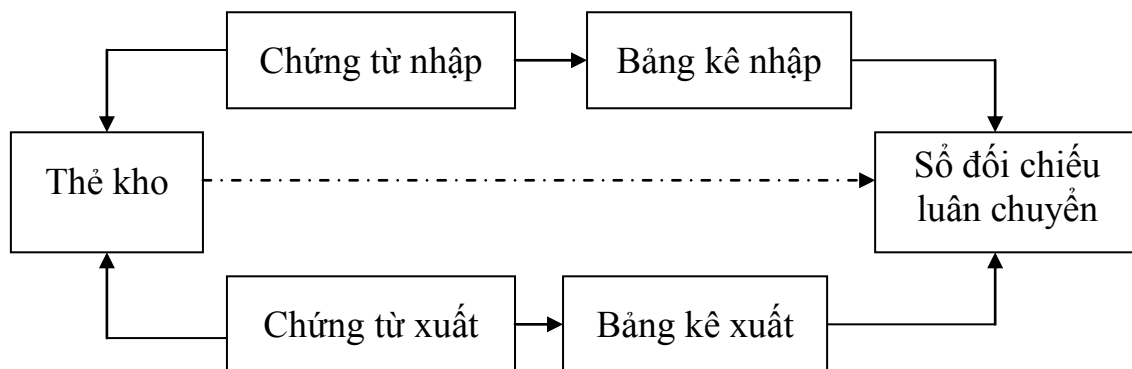 Chứng từ nhập
Bảng kê nhập
Thẻ kho
Sổ đối chiếu
luân chuyển
Chứng từ xuất
Bảng kê xuất